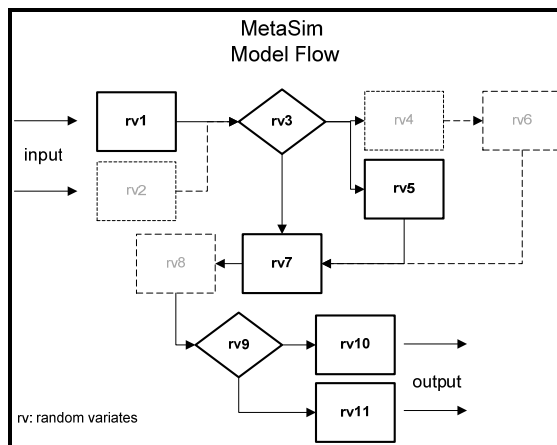 MetaSim
Model Flow
rv1
rv3
rv4
rv6
input
rv2
rv5
rv8
rv7
rv9
rv10
output
rv11
rv: random variates